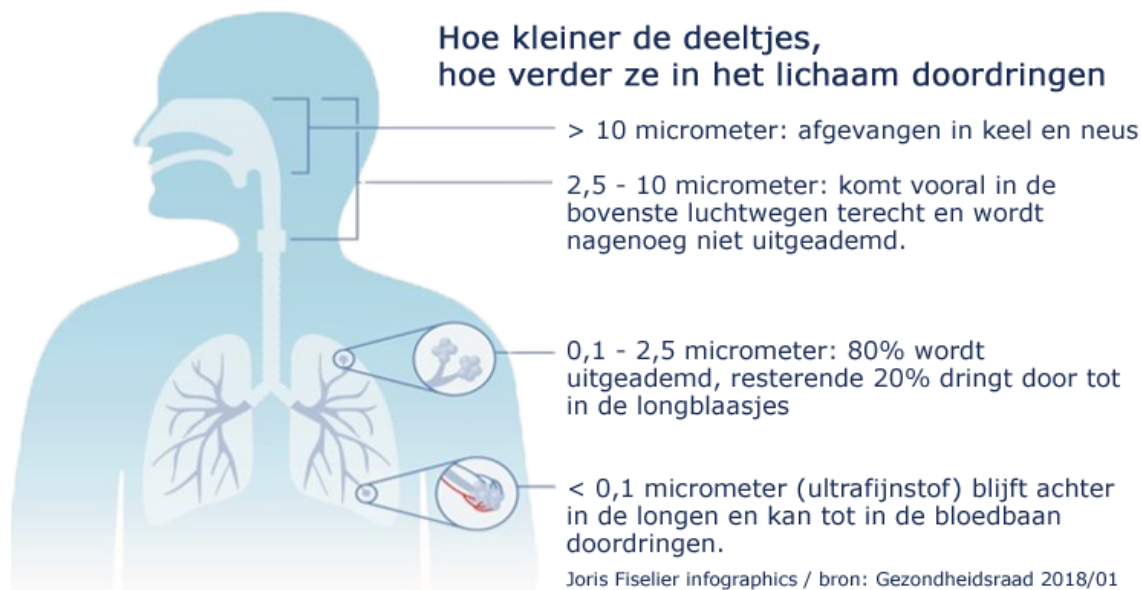 Hoe kleiner de deeltjes,
hoe verder ze in het lichaam doordringen
> 10 micrometer: afgevangen in keel en neus
2,5 - 10 micrometer: komt vooral in de
bovenste luchtwegen terecht en wordt
nagenoeg niet uitgeademd.
0,1 - 2,5 micrometer: 80% wordt
uitgeademd, resterende 20% dringt door tot
in de longblaasjes
< 0,1 micrometer (ultrafijnstof) blijft achter
in de longen en kan tot in de bloedbaan
doordringen.
Joris Fiselier infographics / bron: Gezondheidsraad 2018/01